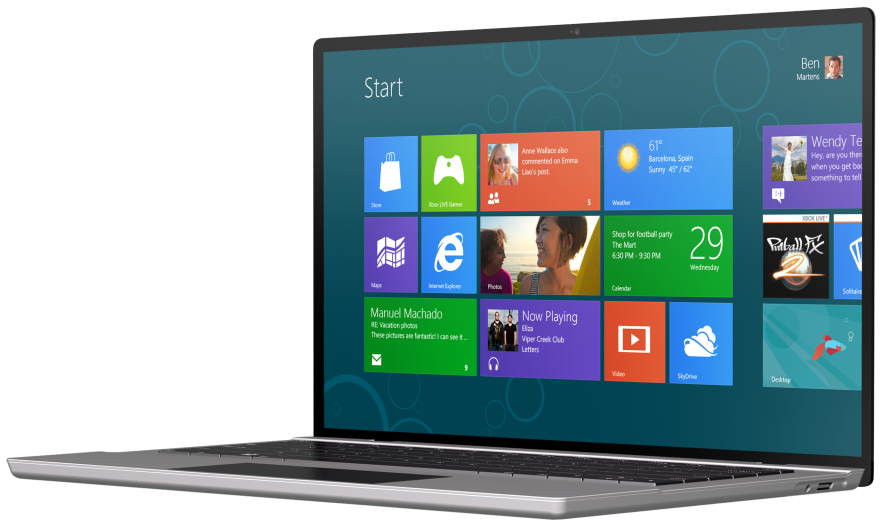 Start
Ben
Martens
Store
Xbox LIVE Games
Anne Wallace also
commented on Emma
Liao's post.
5
61°
Barcelona, Spain
Sunny 45° / 62°
Weather
Wendy Te
Hey, are you ther
when you get bac
something to tell
Maps
Internet Explorer
Photos
Shop for football party
The Mart
6:30 PM - 9:30 PM
29
Wednesday
Calendar
XBOX LIVE
Pinball FX
2
Solitaire
Manuel Machado
RE: Vacation photos
These pictures are fantastic! I can see it ...
9
Now Playing
Eliza
Viper Creek Club
Letters
Video
SkyDrive
Desktop